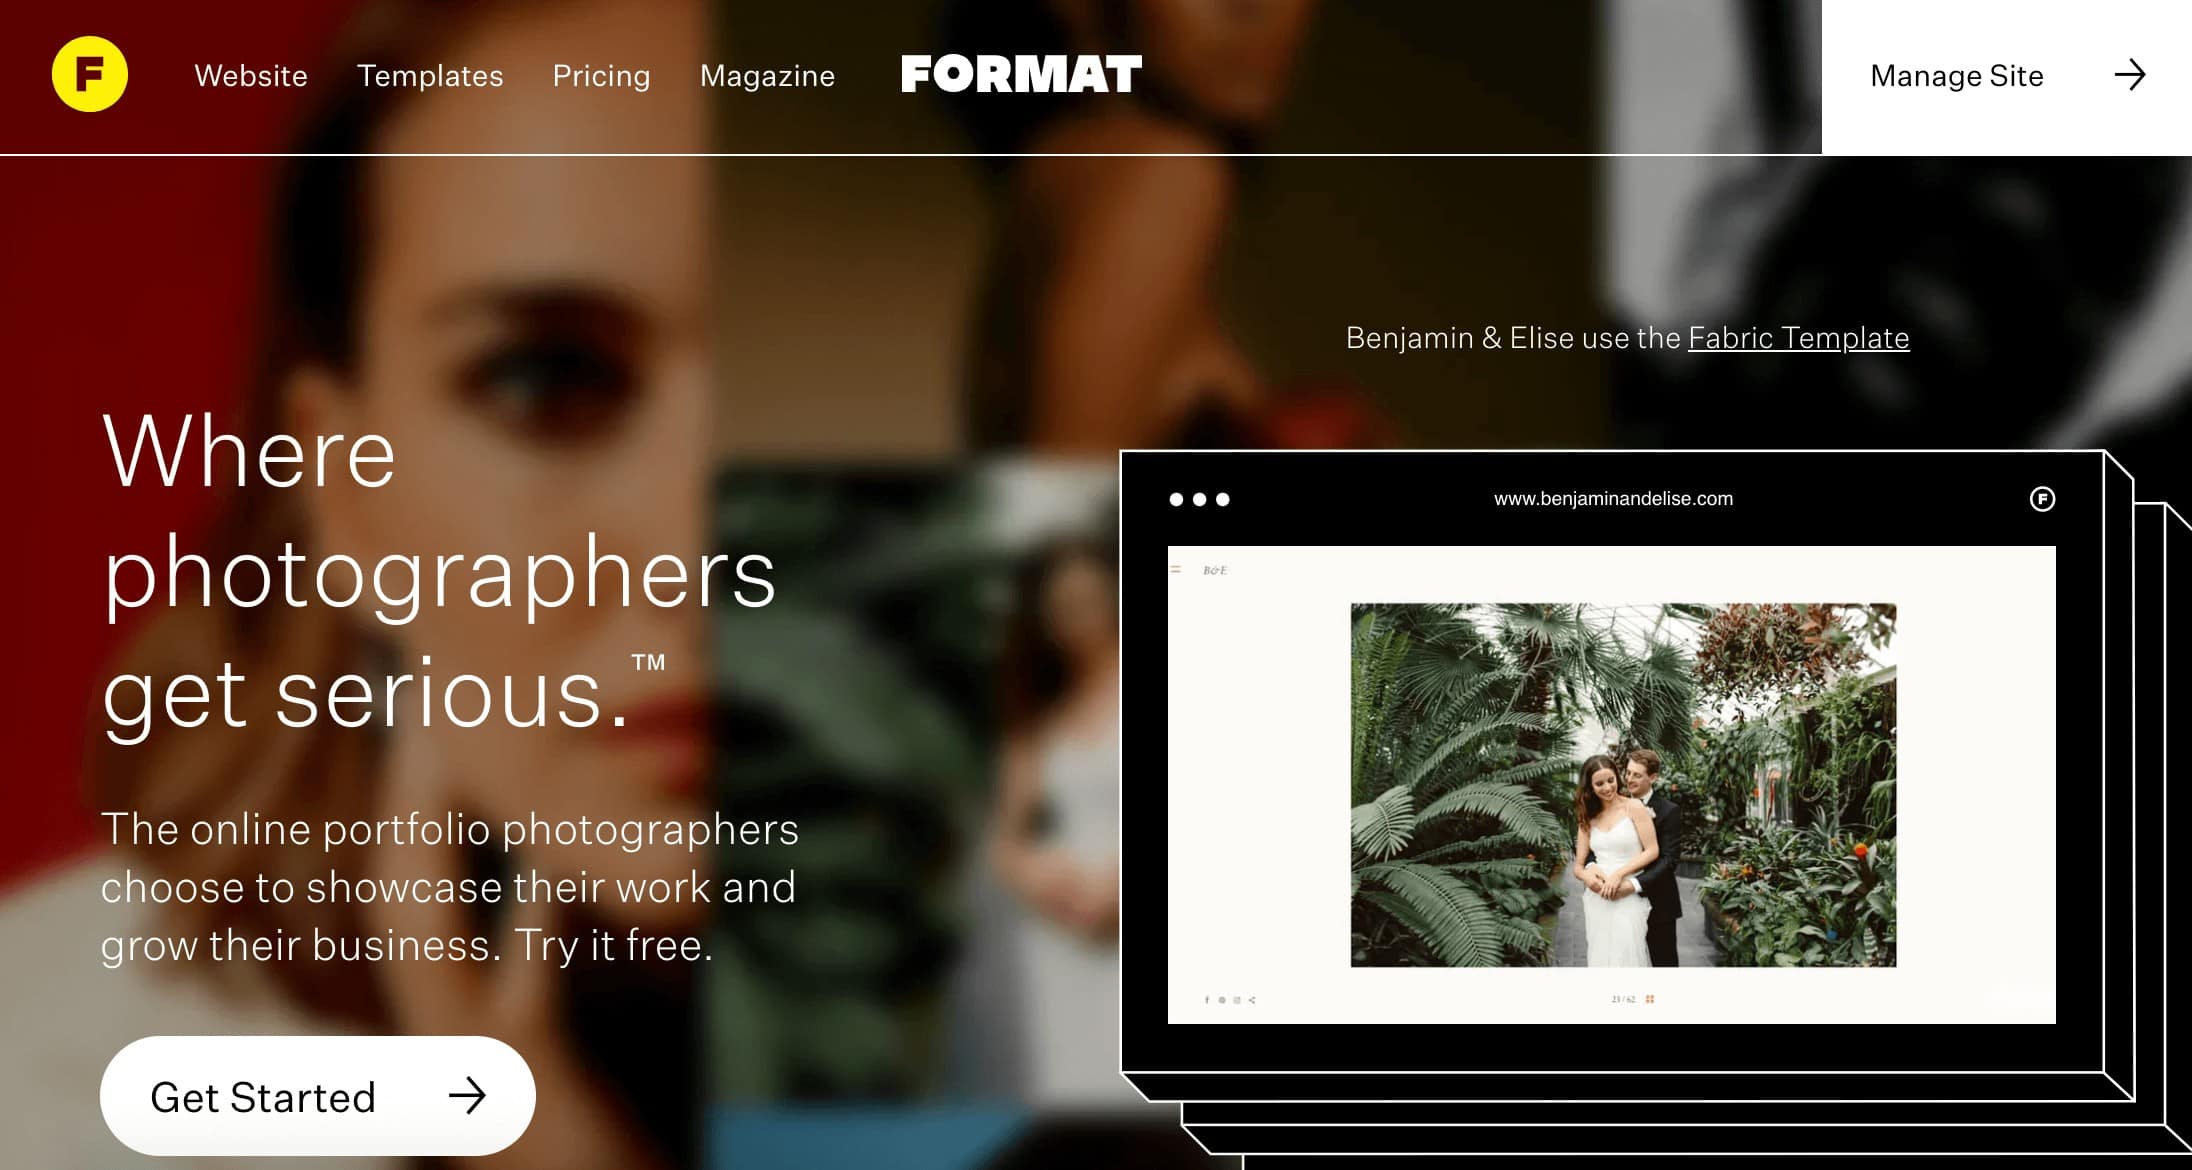 F
Website
Templates
Pricing
Magazine
FORMAT
Manage Site
Benjamin & Elise use the Fabric Template
Where
photographers
get serious.™
The online portfolio photographers
choose to showcase their work and
grow their business. Try it free.
Get Started
www.benjaminandelise.com
F
B&E
f
23 / 62